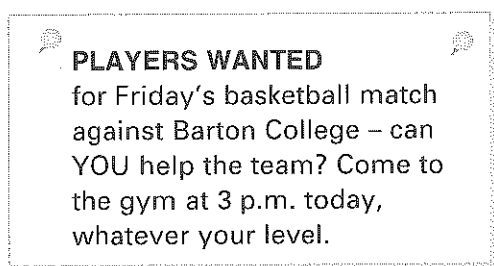 PLAYERS WANTED
for Friday's basketball match
against Barton College – can
YOU help the team? Come to
the gym at 3 p.m. today,
whatever your level.